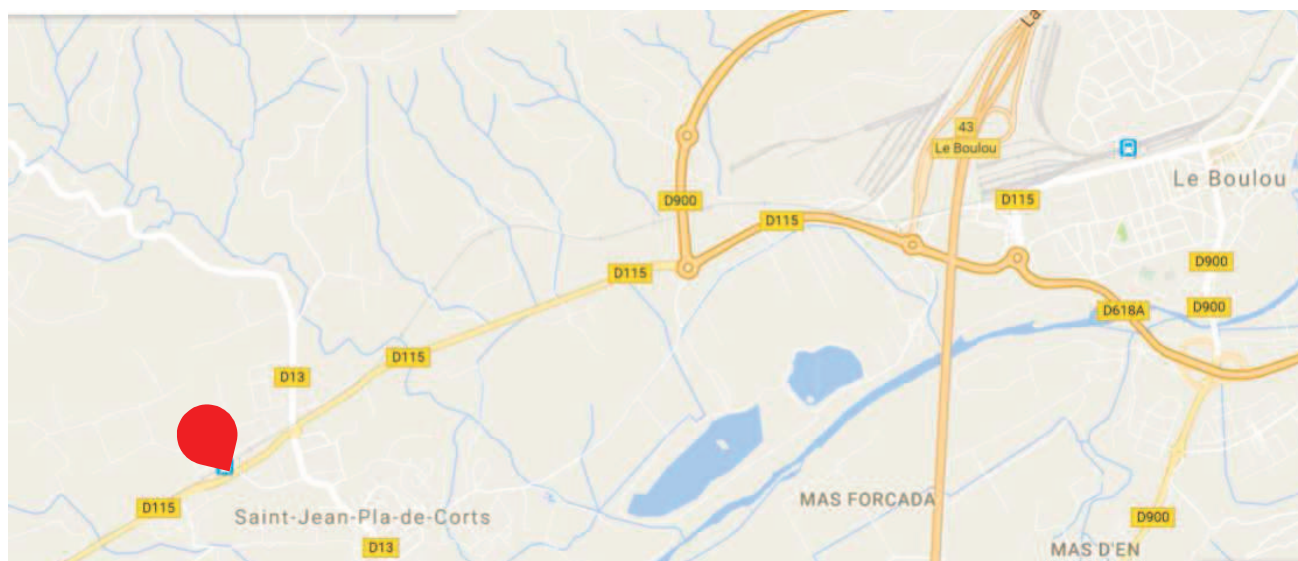 43
Le Boulou
Le Boulou
D900
D115
D115
D115
D900
D618A
D900
D115
D13
MAS FORCADA
D115
Saint-Jean-Pla-de-Corts
D900
D13
MAS D'EN